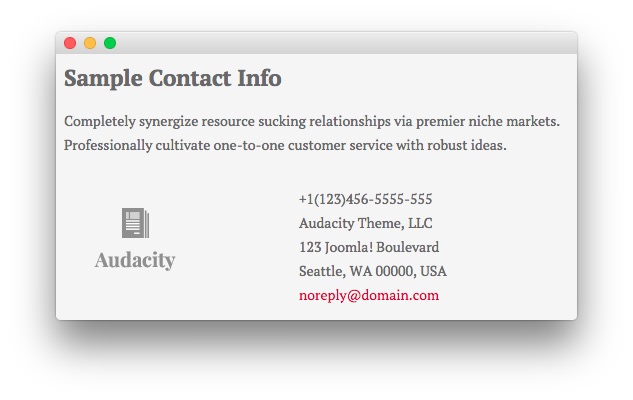 Sample Contact Info
Completely synergize resource sucking relationships via premier niche markets.
Professionally cultivate one-to-one customer service with robust ideas.
Audacity
+1(123)456-5555-555
Audacity Theme, LLC
123 Joomla! Boulevard
Seattle, WA 00000, USA
noreply@domain.com